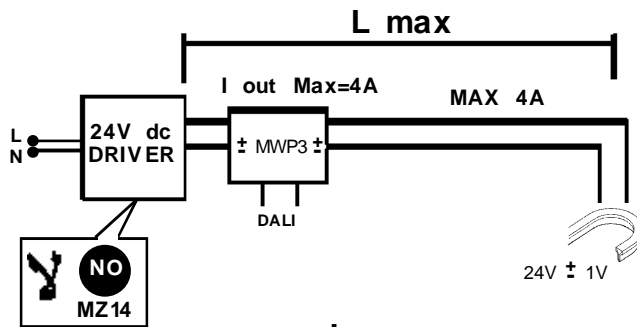 L max
I out Max=4A
MAX 4A
L
N
24V dc
DRIVER
± MWP3 ±
DALI
NO
MZ14
24V ± 1V